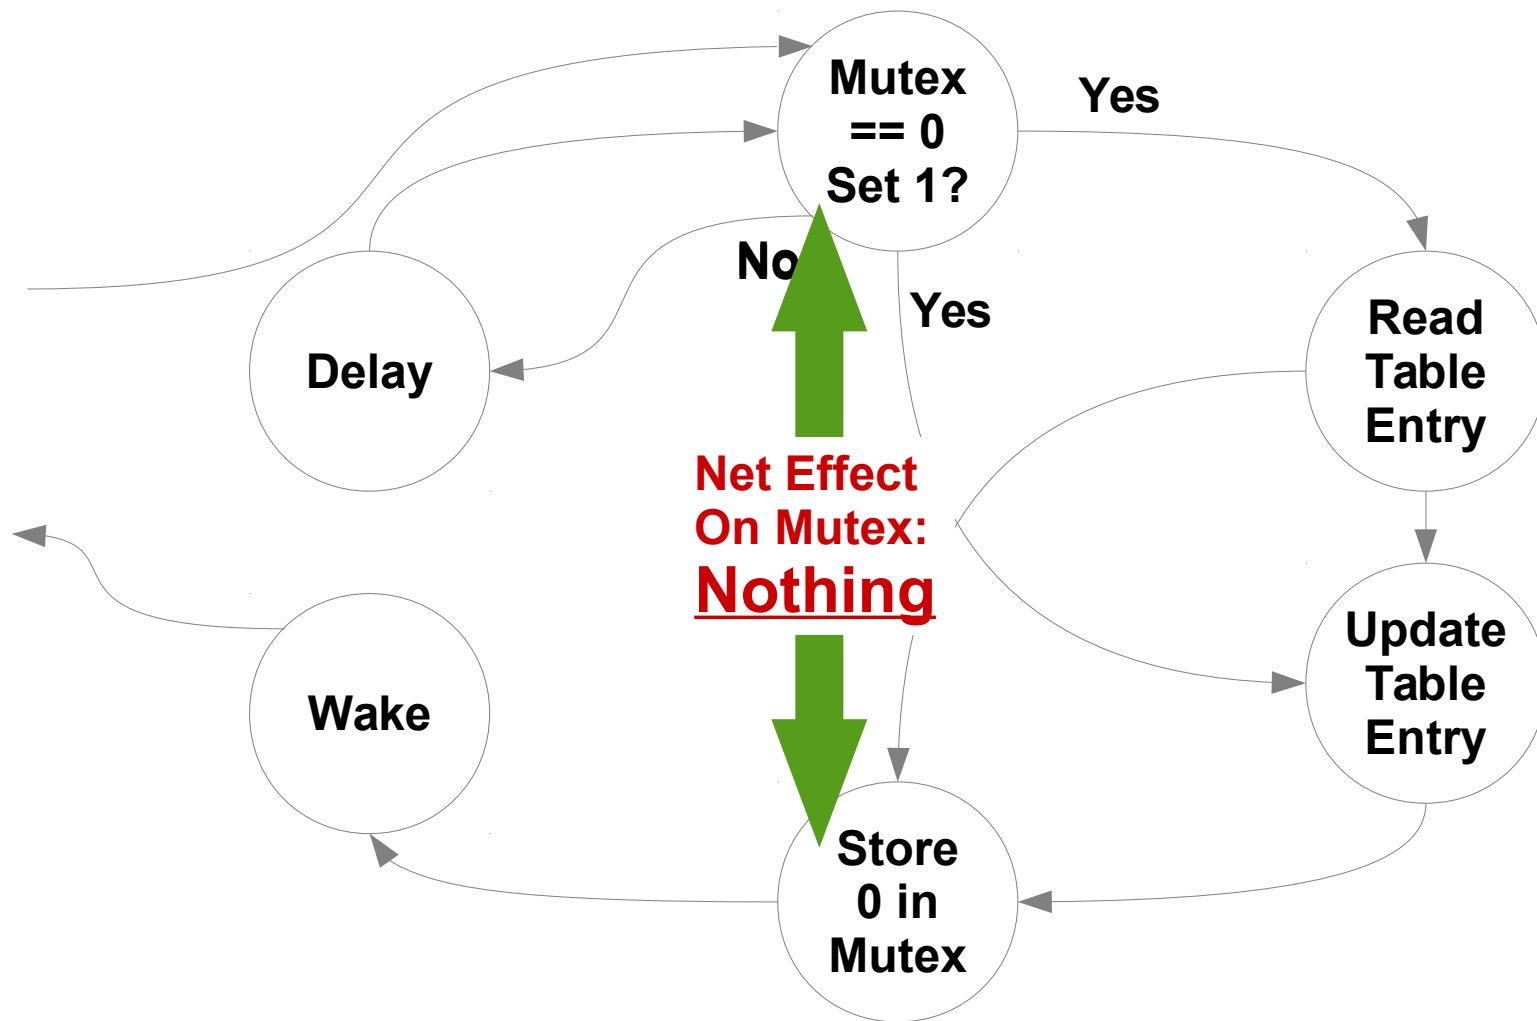 Mutex
== 0
Set 1?
Yes
No
Yes
Delay
Read
Table
Entry
Net Effect
On Mutex:
Nothing
Update
Table
Entry
Wake
Store
0 in
Mutex